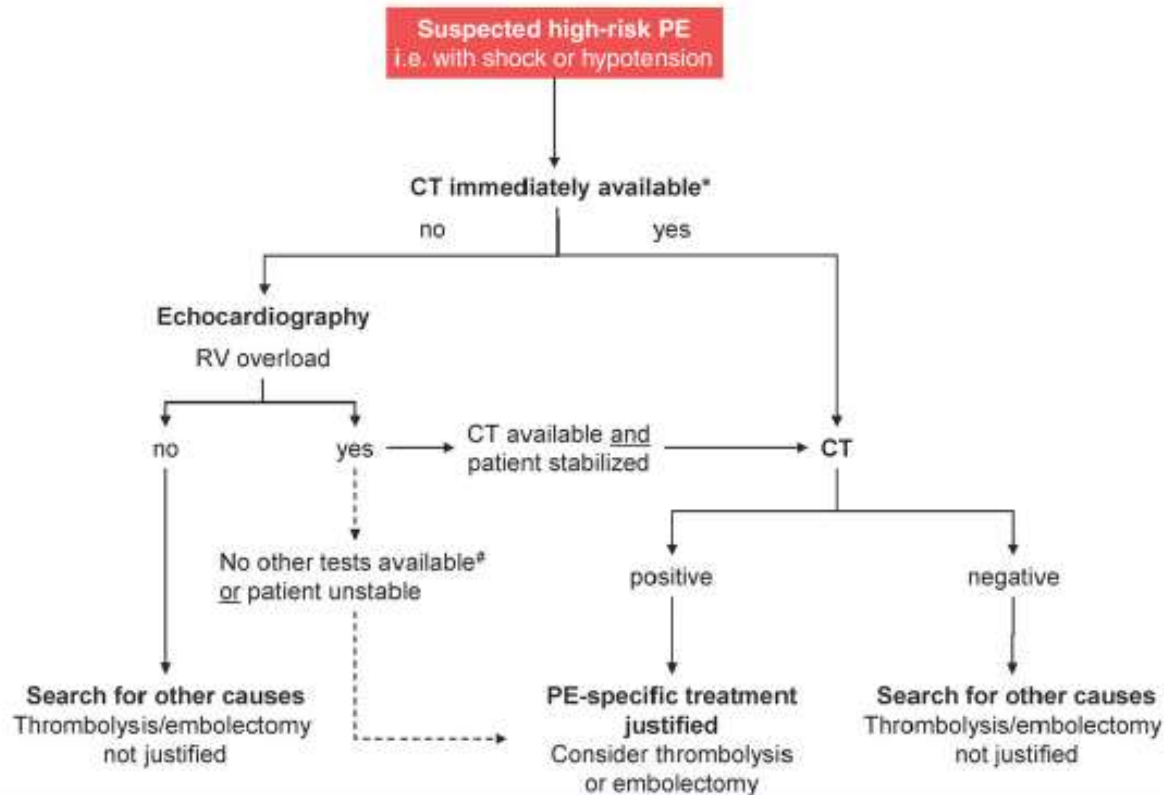 Suspected high-risk PE
i.e. with shock or hypotension
CT immediately available*
no
yes
Echocardiography
RV overload
no
yes
CT available and
patient stabilized
CT
No other tests available#
or patient unstable
positive
negative
Search for other causes
Thrombolysis/embolectomy
not justified
PE-specific treatment
justified
Consider thrombolysis
or embolectomy
Search for other causes
Thrombolysis/embolectomy
not justified